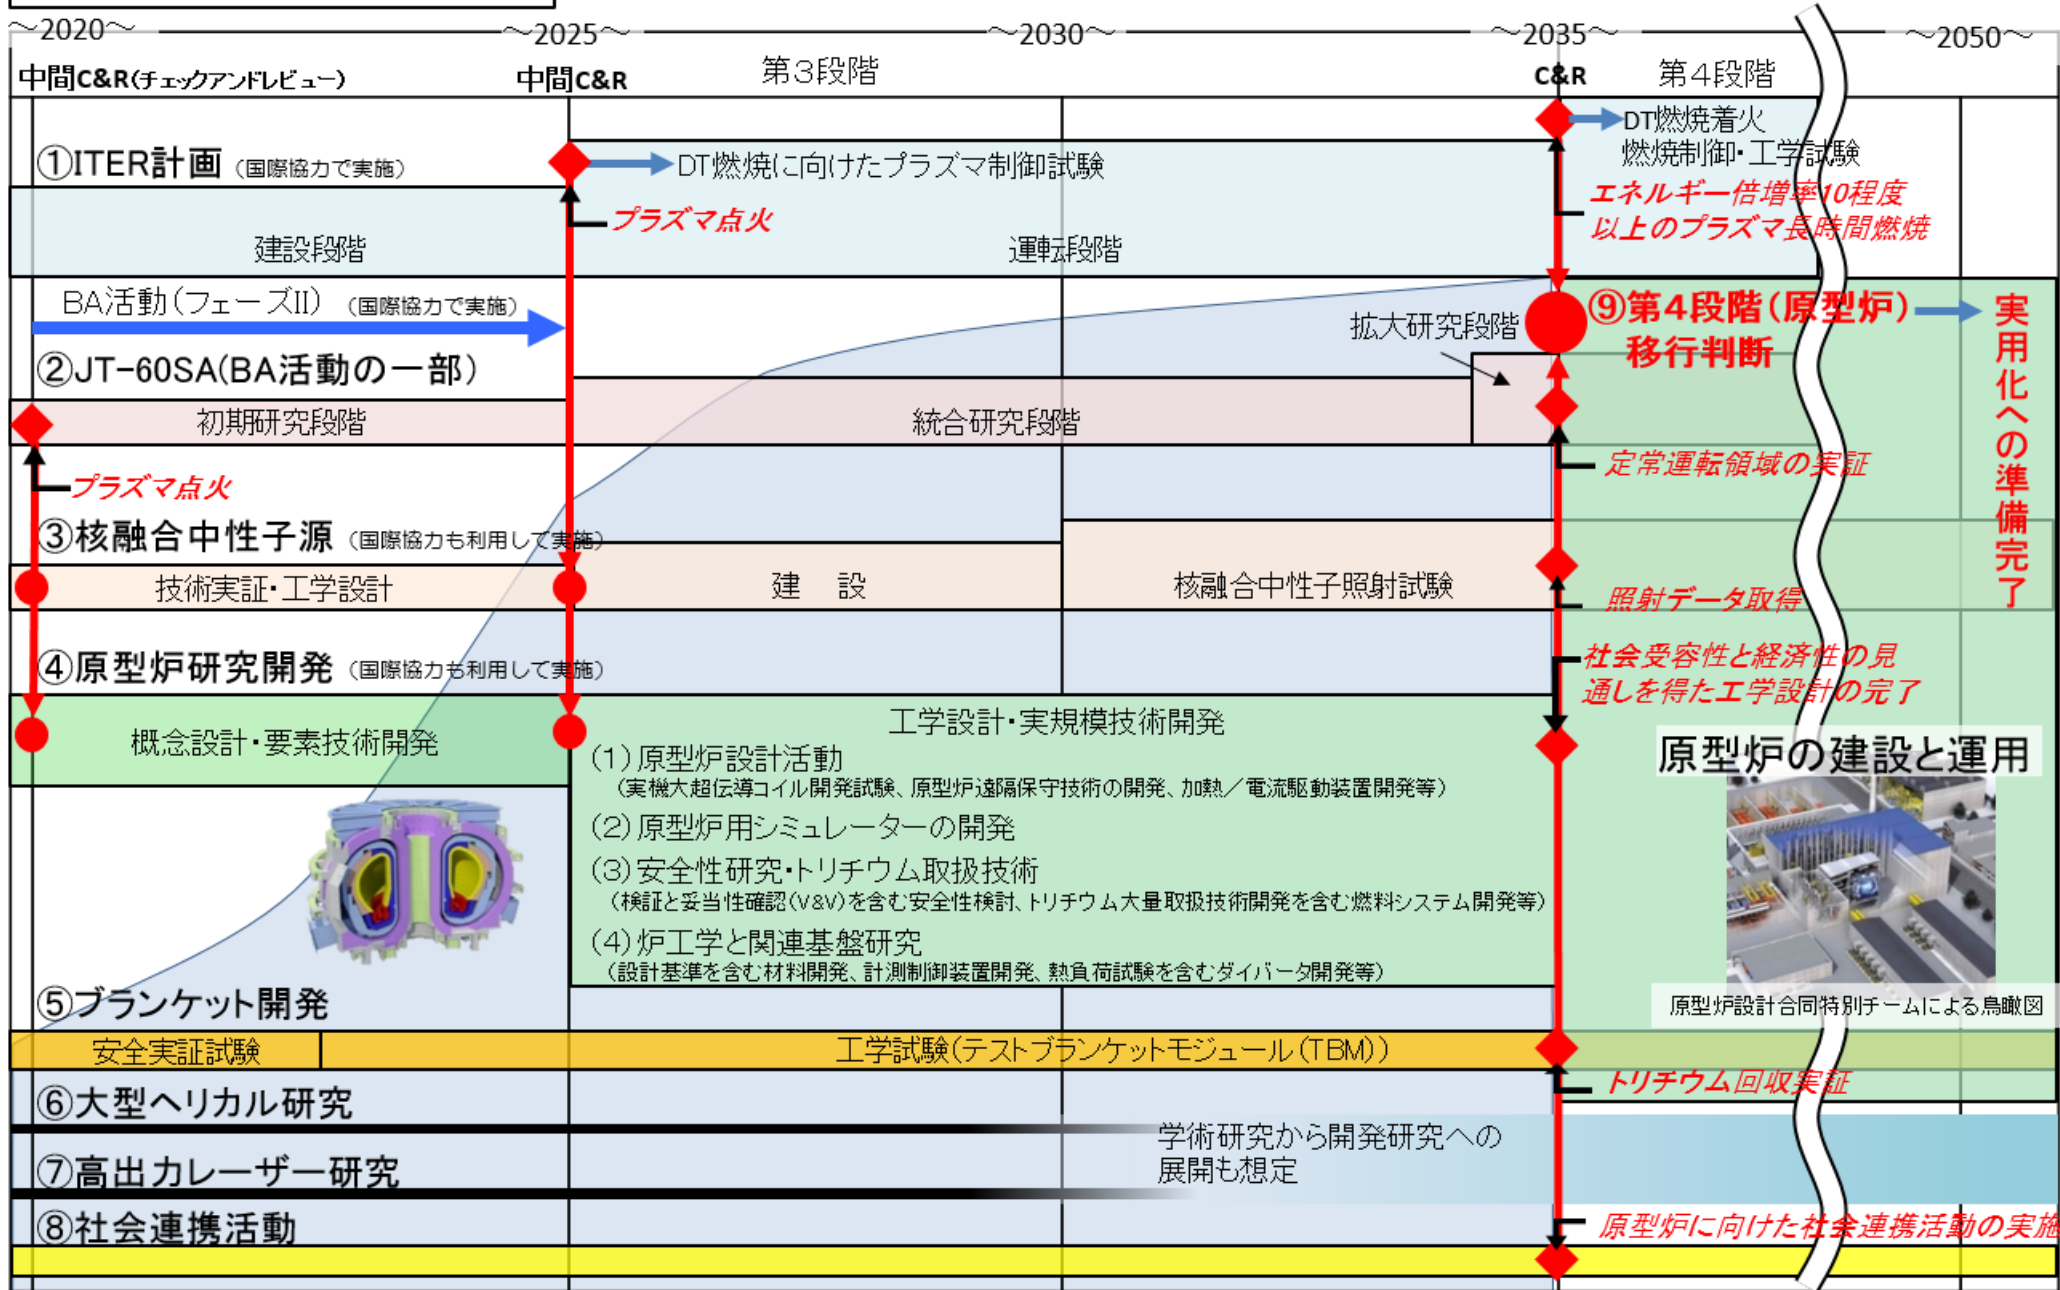 ～2020～
～2025～
～2030～
～2035～
～2050～
中間C&R(チェックアンドレビュー)
中間C&R
第３段階
C&R
第４段階
①ITER計画 (国際協力で実施)
DT燃焼に向けたプラズマ制御試験
DT燃焼着火
燃焼制御・工学試験
プラズマ点火
エネルギー倍増率10程度
以上のプラズマ長時間燃焼
建設段階
運転段階
BA活動(フェーズII) (国際協力で実施)
拡大研究段階
⑨第４段階(原型炉)
移行判断
実用化への準備完了
②JT-60SA(BA活動の一部)
初期研究段階
統合研究段階
定常運転領域の実証
プラズマ点火
③核融合中性子源 (国際協力も利用して実施)
技術実証・工学設計
建　設
核融合中性子照射試験
照射データ取得
④原型炉研究開発 (国際協力も利用して実施)
社会受容性と経済性の見
通しを得た工学設計の完了
概念設計・要素技術開発
工学設計・実規模技術開発
(1)原型炉設計活動
(実機大超伝導コイル開発試験、原型炉遠隔保守技術の開発、加熱／電流駆動装置開発等)
(2)原型炉用シミュレーターの開発
(3)安全性研究・トリチウム取扱技術
(検証と妥当性確認(V&V)を含む安全性検討、トリチウム大量取扱技術開発を含む燃料システム開発等)
(4)炉工学と関連基盤研究
(設計基準を含む材料開発、計測制御装置開発、熱負荷試験を含むダイバータ開発等)
原型炉の建設と運用
原型炉設計合同特別チームによる鳥瞰図
⑤ブランケット開発
安全実証試験
工学試験(テストブランケットモジュール(TBM))
トリチウム回収実証
⑥大型ヘリカル研究
学術研究から開発研究への
展開も想定
⑦高出力レーザー研究
⑧社会連携活動
原型炉に向けた社会連携活動の実施